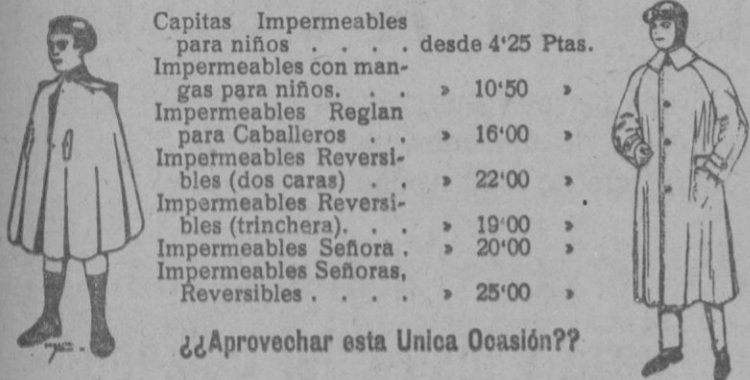 Capitas Impermeables
para niños . . . . desde 4'25 Ptas.
Impermeables con man-
gas para niños. . . » 10'50 »
Impermeables Reglan
para Caballeros . . » 16'00 »
Impermeables Reversi-
bles (dos caras) . . » 22'00 »
Impermeables Reversi-
bles (trinchera). . . » 19'00 »
Impermeables Señora . » 20'00 »
Impermeables Señoras,
Reversibles . . . . » 25'00 »
¿¿Aprovechar esta Unica Ocasión??